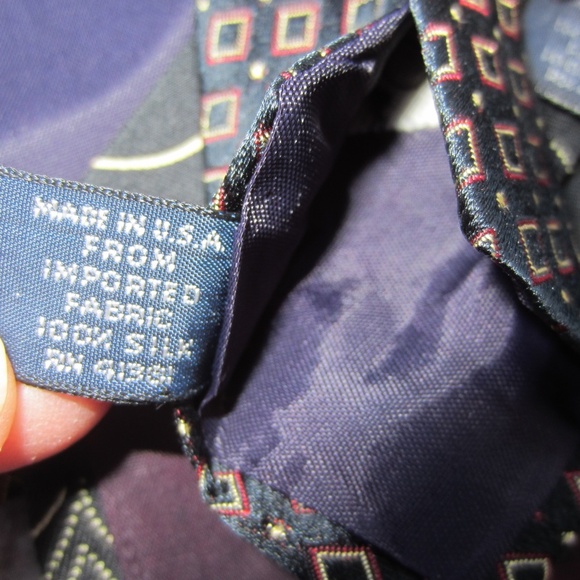 MADE IN U.S.A.
FROM
IMPORTED
FABRIC
100% SILK
RN 41381